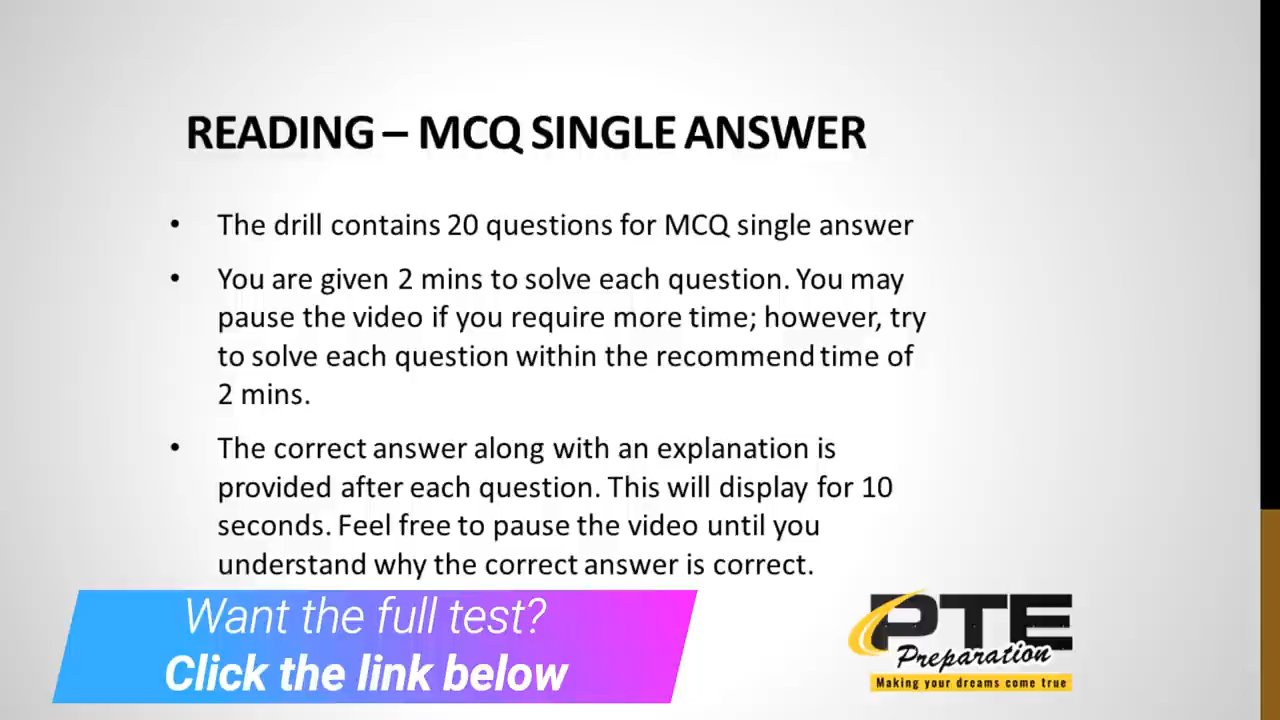 READING – MCQ SINGLE ANSWER
• The drill contains 20 questions for MCQ single answer
• You are given 2 mins to solve each question. You may
pause the video if you require more time; however, try
to solve each question within the recommend time of
2 mins.
• The correct answer along with an explanation is
provided after each question. This will display for 10
seconds. Feel free to pause the video until you
understand why the correct answer is correct.
Want the full test?
Click the link below
PTE
Preparation
Making your dreams come true